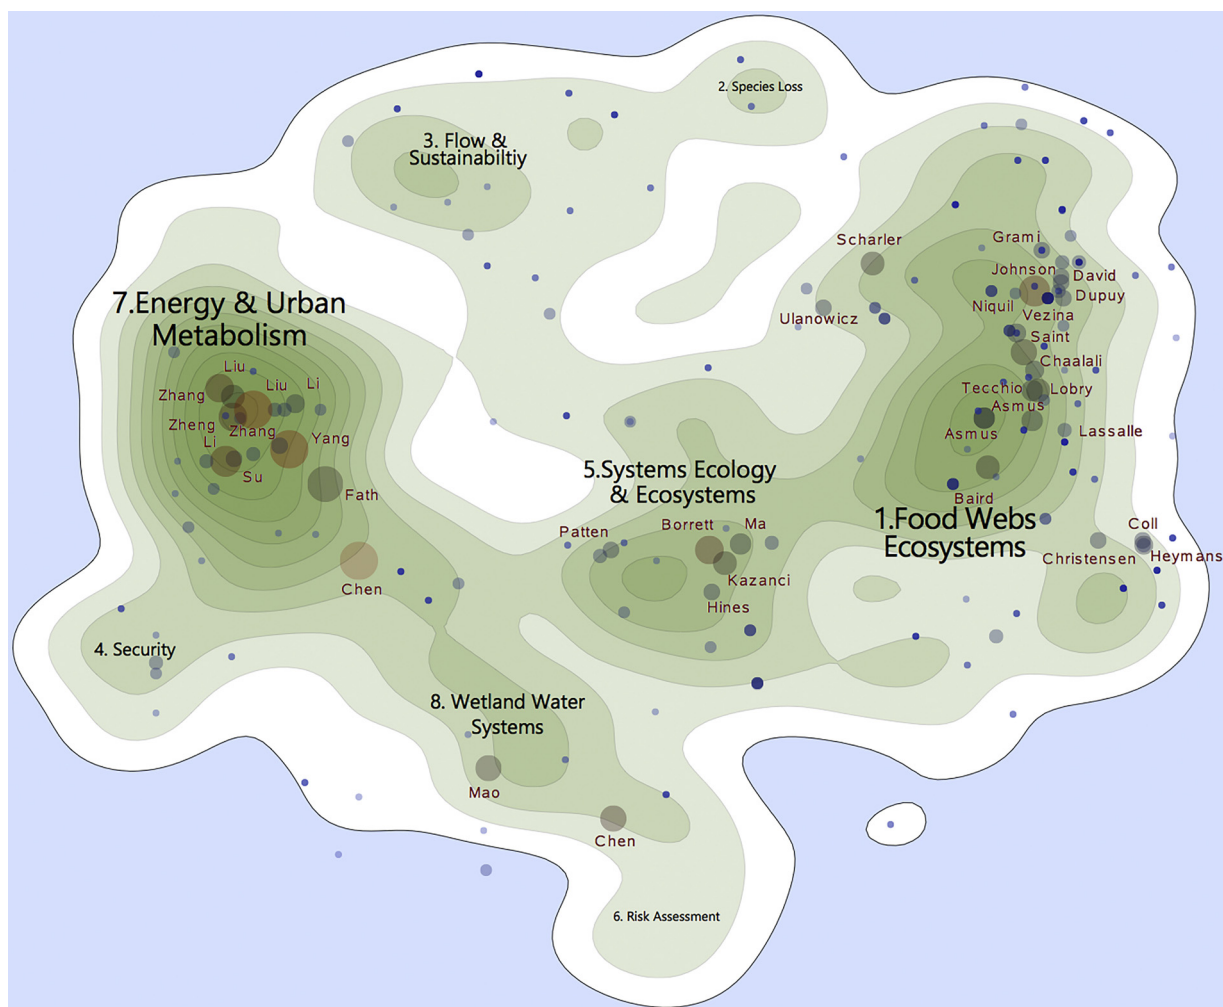 2. Species Loss
3. Flow &
Sustainabiltiy
Scharler
Grami
Johnson
David
Niquil
Dupuy
Vezina
Ulanowicz
Saint
Chaalali
7.Energy & Urban
Metabolism
Liu
Liu
Li
Zhang
Zheng
Zhang
Li
Yang
Su
Fath
Tecchio
Lobry
Asmus
Asmus
Lassalle
Baird
5.Systems Ecology
& Ecosystems
1.Food Webs
Ecosystems
Patten
Borrett
Ma
Kazanci
Hines
Coll
Christensen
Heymans
Chen
4. Security
8. Wetland Water
Systems
Mao
Chen
6. Risk Assessment